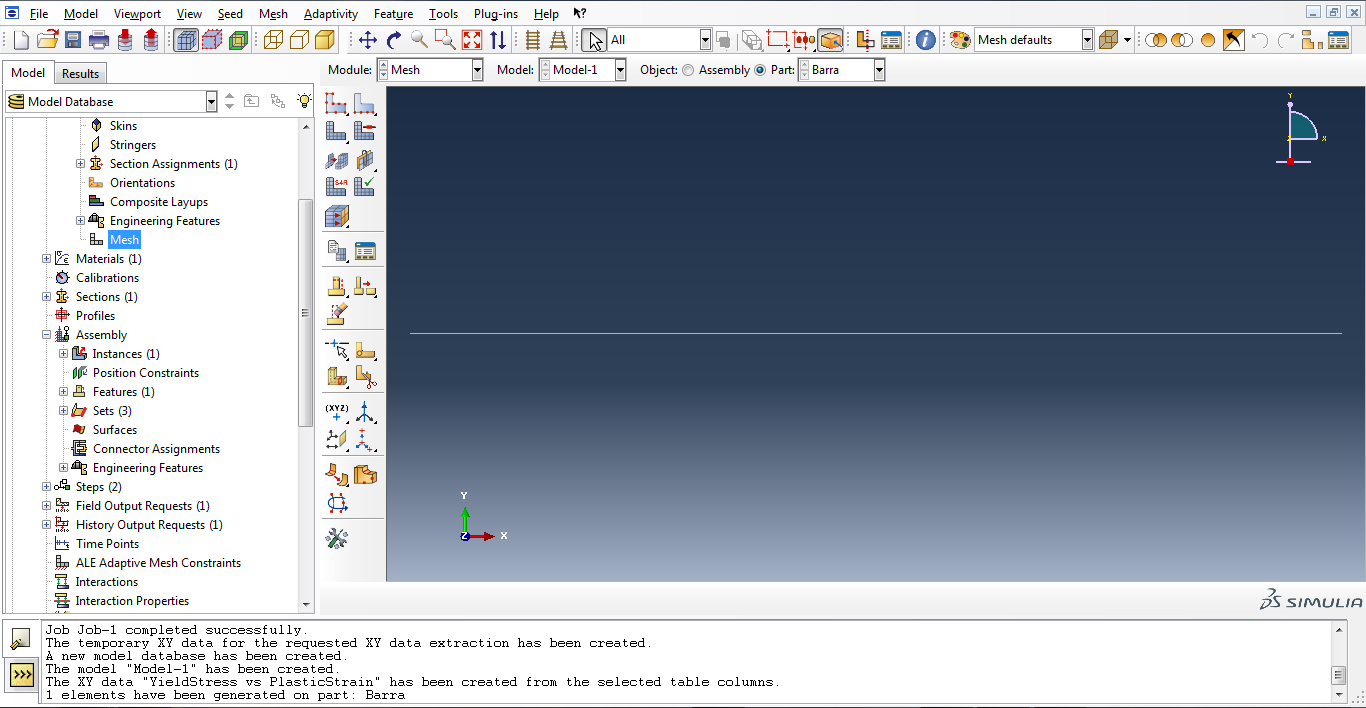 File Model Viewport View Seed Mesh Adaptivity Feature Tools Plug-ins Help ?
All Mesh defaults
Model Results
Module: Mesh Model: Model-1 Object: Assembly Part: Barra
Model Database
Skins
Stringers
Section Assignments (1)
Orientations
Composite Layups
Engineering Features
Mesh
Materials (1)
Calibrations
Sections (1)
Profiles
Assembly
Instances (1)
Position Constraints
Features (1)
Sets (3)
Surfaces
Connector Assignments
Engineering Features
Steps (2)
Field Output Requests (1)
History Output Requests (1)
Time Points
ALE Adaptive Mesh Constraints
Interactions
Interaction Properties
S4R
(XYZ)
Y
X
Y
Z
X
DS SIMULIA
Job Job-1 completed successfully.
The temporary XY data for the requested XY data extraction has been created.
A new model database has been created.
The model "Model-1" has been created.
The XY data "YieldStress vs PlasticStrain" has been created from the selected table columns.
1 elements have been generated on part: Barra
>>>